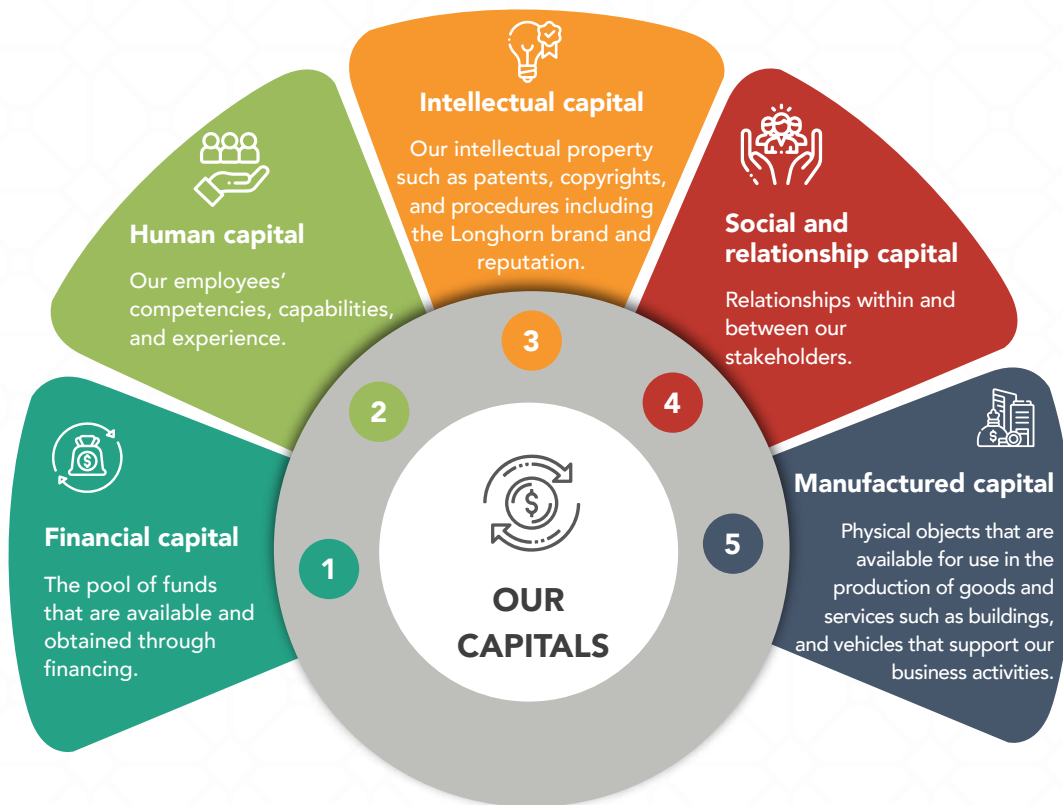 1
Financial capital
The pool of funds
that are available and
obtained through
financing.
2
Human capital
Our employees’
competencies, capabilities,
and experience.
3
Intellectual capital
Our intellectual property
such as patents, copyrights,
and procedures including
the Longhorn brand and
reputation.
4
Social and
relationship capital
Relationships within and
between our
stakeholders.
5
Manufactured capital
Physical objects that are
available for use in the
production of goods and
services such as buildings,
and vehicles that support our
business activities.
$
OUR
CAPITALS